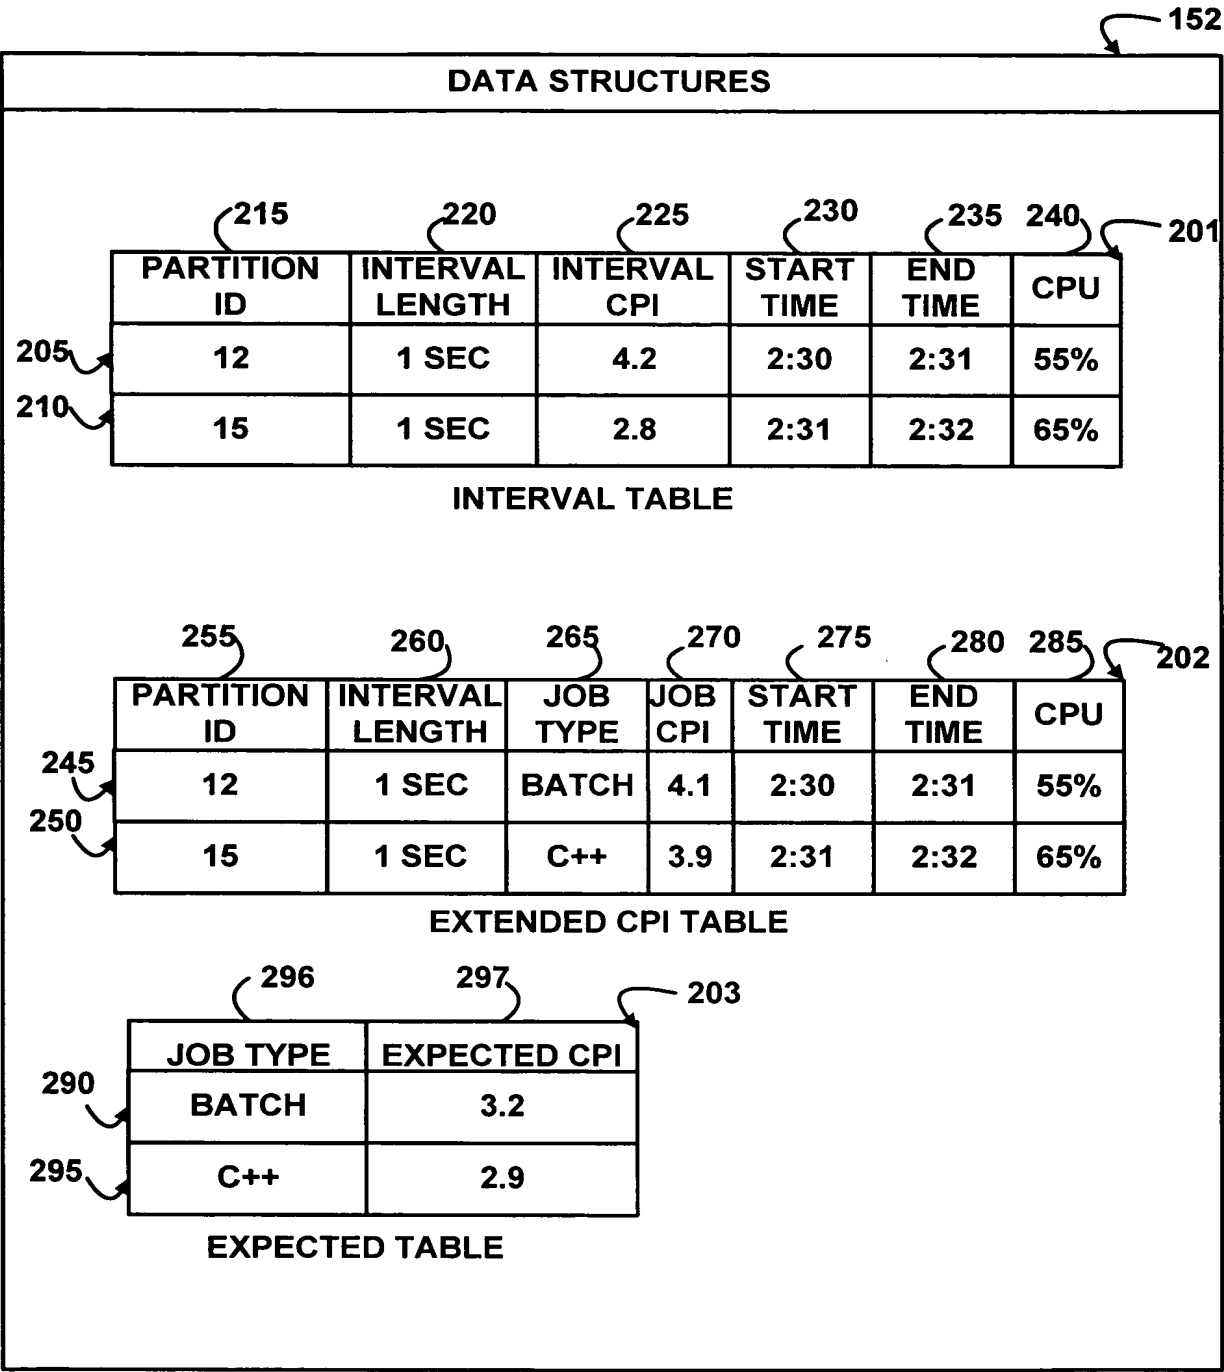 152
DATA STRUCTURES
215 220 225 230 235 240 201
PARTITION ID INTERVAL LENGTH INTERVAL CPI START TIME END TIME CPU
205 12 1 SEC 4.2 2:30 2:31 55%
210 15 1 SEC 2.8 2:31 2:32 65%
INTERVAL TABLE
255 260 265 270 275 280 285 202
PARTITION ID INTERVAL LENGTH JOB TYPE JOB CPI START TIME END TIME CPU
245 12 1 SEC BATCH 4.1 2:30 2:31 55%
250 15 1 SEC C++ 3.9 2:31 2:32 65%
EXTENDED CPI TABLE
296 297 203
JOB TYPE EXPECTED CPI
290 BATCH 3.2
295 C++ 2.9
EXPECTED TABLE